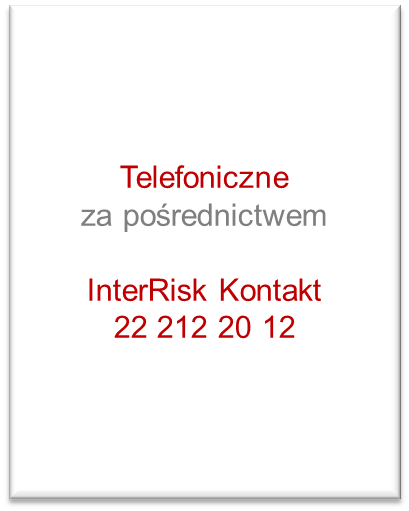 Telefoniczne
za pośrednictwem
InterRisk Kontakt
22 212 20 12